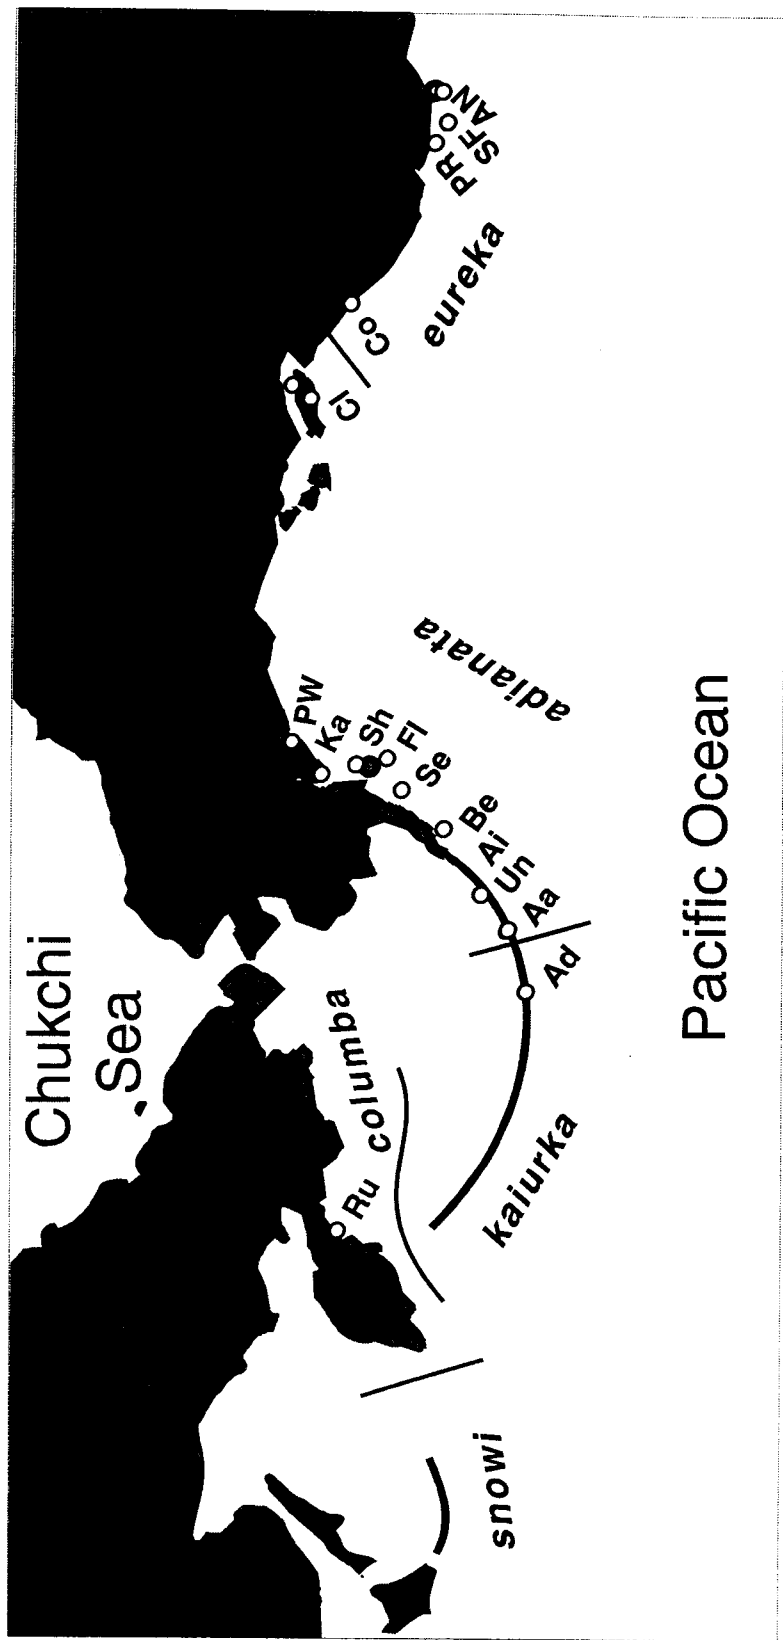 Chukchi
Sea
Pacific Ocean
snowi
kaiurka
columba
adianata
eureka
Ru
Ad
Aa
Un
Ai
Be
Se
Fl
Sh
Ka
PW
Cl
Co
PR
SF
AN